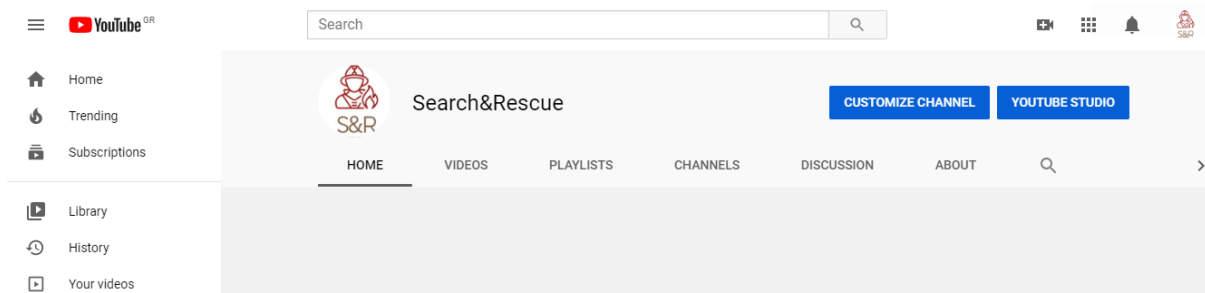 YouTube GR
Search
S&R
Home
Trending
Subscriptions
Library
History
Your videos
S&R
Search&Rescue
CUSTOMIZE CHANNEL
YOUTUBE STUDIO
HOME
VIDEOS
PLAYLISTS
CHANNELS
DISCUSSION
ABOUT